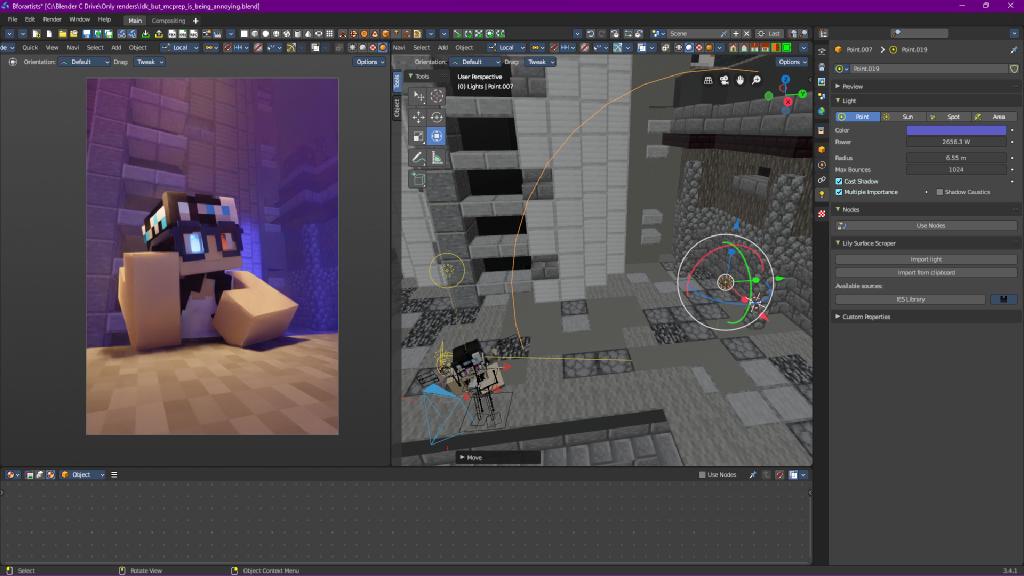 Bforartists* [C:\Blender C Drive\Only renders\idk_but_mcprep_is_being_annoying.blend]
File Edit Render Window Help Main Compositing +
Scene Last
Quick View Navi Select Add Object Local
Navi Select Add Object Local
Orientation: Default Drag: Tweak Options
Orientation: Default Drag: Tweak Options
Tools
Tools
Object
User Perspective
(0) Lights | Point.007
Z
Y
X
Move
Point.007 Point.019
Point.019
Preview
Light
Point Sun Spot Area
Color
Power 2656.3 W
Radius 6.55 m
Max Bounces 1024
Cast Shadow
Multiple Importance Shadow Caustics
Nodes
Use Nodes
Lily Surface Scraper
Import light
Import from clipboard
Available sources:
IES Library
Custom Properties
Object Use Nodes
Select Rotate View Object Context Menu 3.4.1